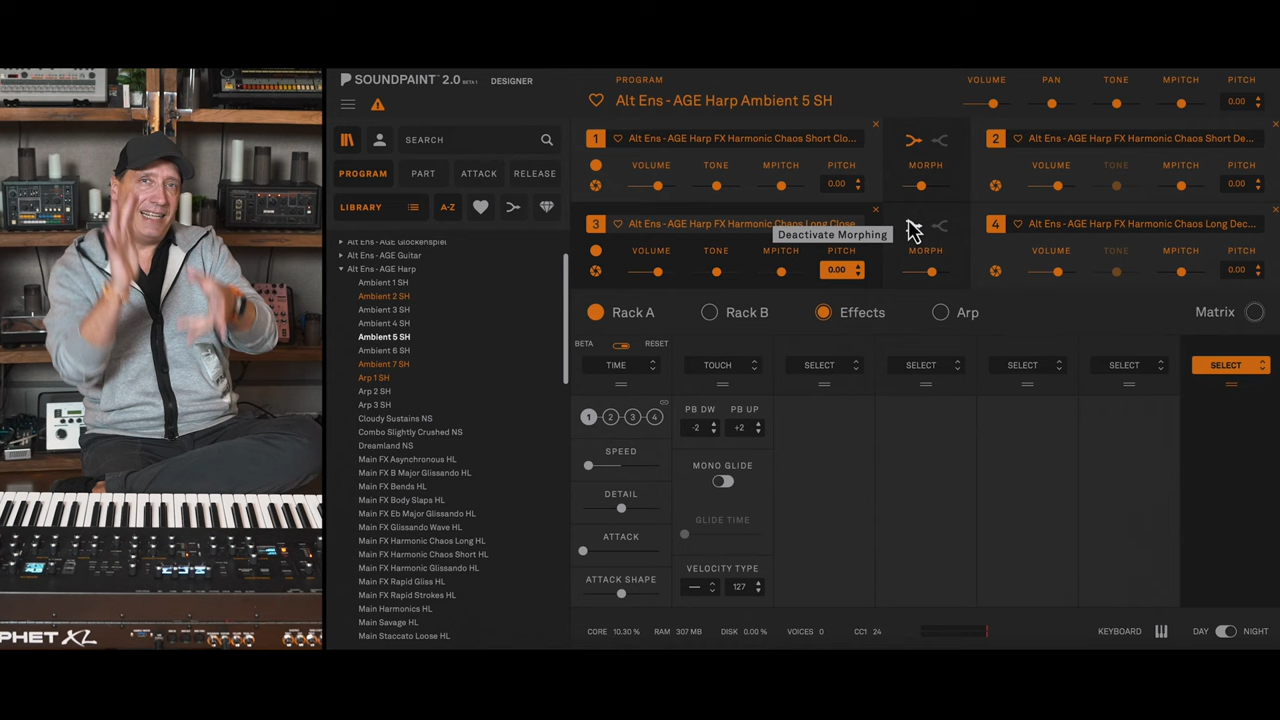 SOUNDPAINT™ 2.0 BETA 1 DESIGNER
SEARCH
PROGRAM PART ATTACK RELEASE
LIBRARY A-Z
Alt Ens - AGE Glockenspiel
Alt Ens - AGE Guitar
Alt Ens - AGE Harp
Ambient 1 SH
Ambient 2 SH
Ambient 3 SH
Ambient 4 SH
Ambient 5 SH
Ambient 6 SH
Ambient 7 SH
Arp 1 SH
Arp 2 SH
Arp 3 SH
Cloudy Sustains NS
Combo Slightly Crushed NS
Dreamland NS
Main FX Asynchronous HL
Main FX B Major Glissando HL
Main FX Bends HL
Main FX Body Slaps HL
Main FX Eb Major Glissando HL
Main FX Glissando Wave HL
Main FX Harmonic Chaos Long HL
Main FX Harmonic Chaos Short HL
Main FX Harmonic Glissando HL
Main FX Rapid Gliss HL
Main FX Rapid Strokes HL
Main Harmonics HL
Main Savage HL
Main Staccato Loose HL
PROGRAM VOLUME PAN TONE MPITCH PITCH
Alt Ens - AGE Harp Ambient 5 SH 0.00
1 Alt Ens - AGE Harp FX Harmonic Chaos Short Clo...
VOLUME TONE MPITCH PITCH 0.00
MORPH
2 Alt Ens - AGE Harp FX Harmonic Chaos Short De...
VOLUME TONE MPITCH PITCH 0.00
3 Alt Ens - AGE Harp FX Harmonic Chaos Long Close
Deactivate Morphing
VOLUME TONE MPITCH PITCH 0.00
MORPH
4 Alt Ens - AGE Harp FX Harmonic Chaos Long Dec...
VOLUME TONE MPITCH PITCH 0.00
Rack A Rack B Effects Arp Matrix
BETA RESET
TIME TOUCH SELECT SELECT SELECT SELECT SELECT
1 2 3 4
SPEED
DETAIL
ATTACK
ATTACK SHAPE
PB DW PB UP
-2 +2
MONO GLIDE
GLIDE TIME
VELOCITY TYPE
— 127
CORE 10.30 % RAM 307 MB DISK 0.00 % VOICES 0 CC1 24 KEYBOARD DAY NIGHT
PHET XL